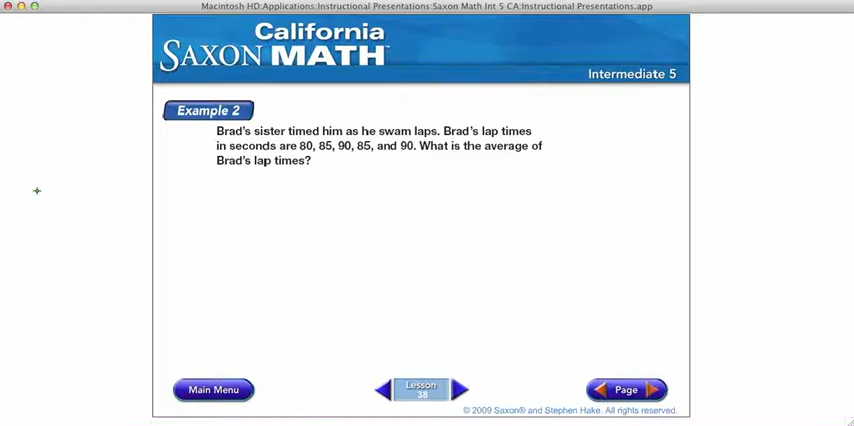 Macintosh HD:Applications:Instructional Presentations:Saxon Math Int 5 CA:Instructional Presentations.app
California
SAXON MATH™
Intermediate 5
Example 2
Brad's sister timed him as he swam laps. Brad's lap times
in seconds are 80, 85, 90, 85, and 90. What is the average of
Brad's lap times?
Main Menu
Lesson
38
Page
© 2009 Saxon® and Stephen Hake. All rights reserved.